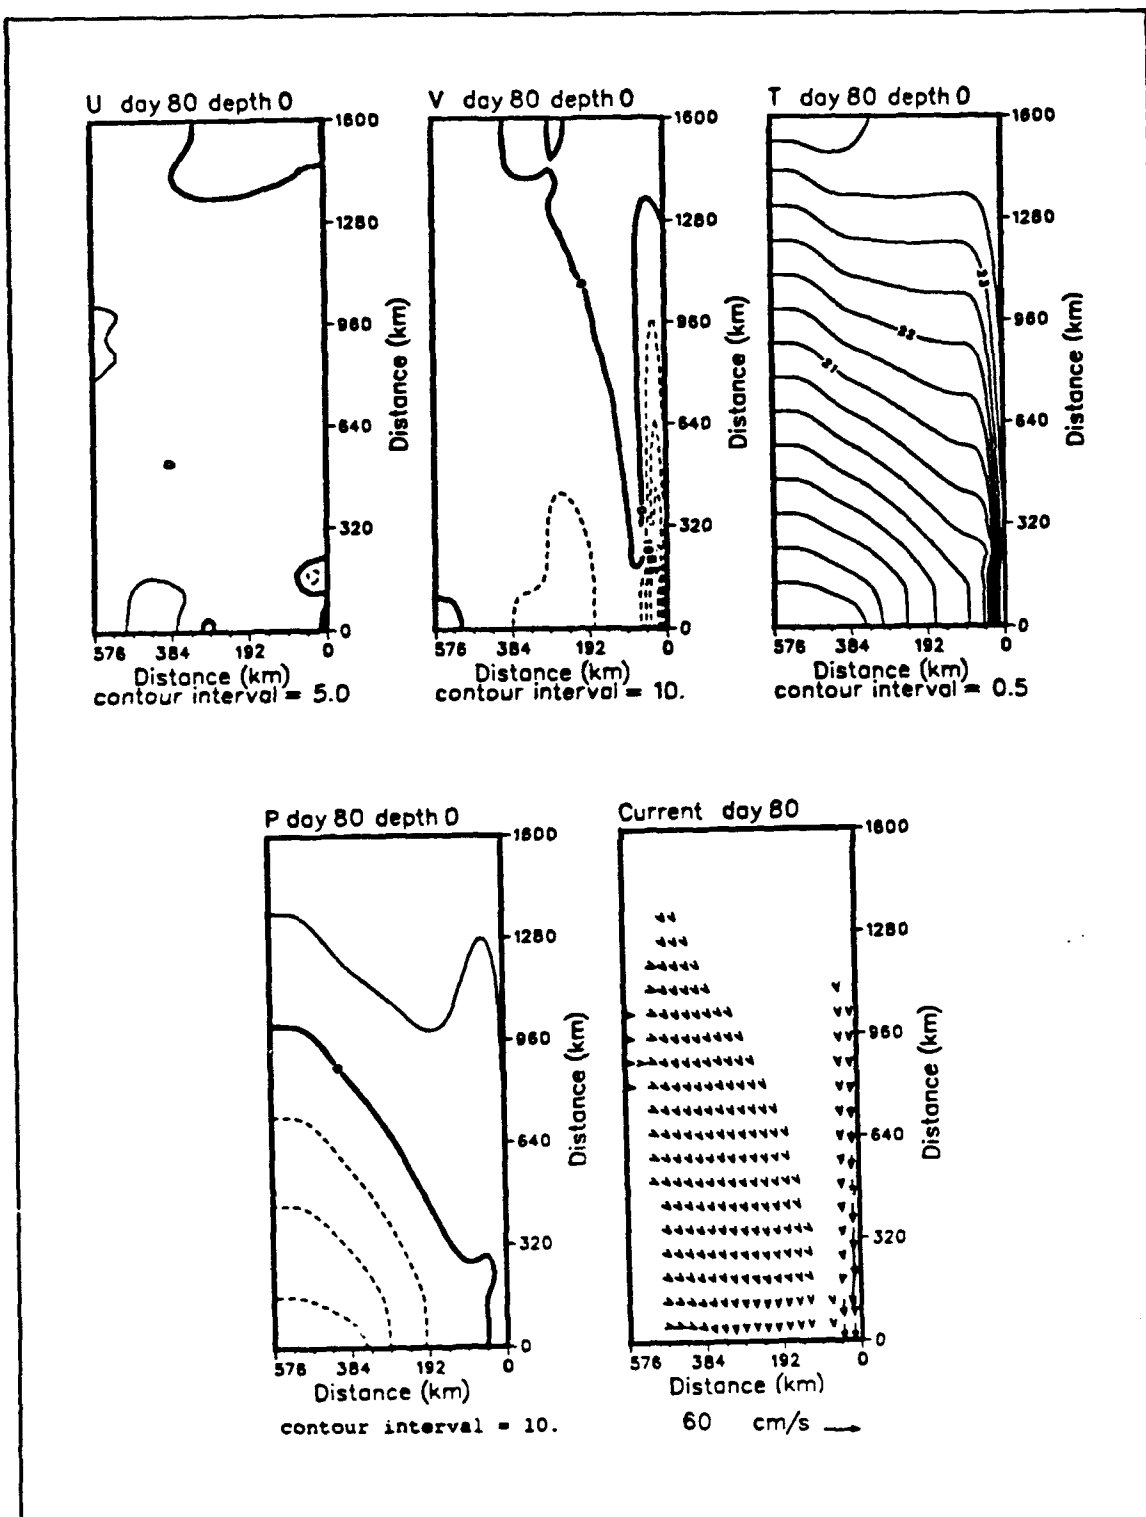 U day 80 depth 0
V day 80 depth 0
T day 80 depth 0
1600
1280
960
640
320
0
Distance (km)
576 384 192 0
Distance (km)
contour interval = 5.0
1600
1280
960
640
320
0
Distance (km)
576 384 192 0
Distance (km)
contour interval = 10.
23
22
21
1600
1280
960
640
320
0
Distance (km)
576 384 192 0
Distance (km)
contour interval = 0.5
P day 80 depth 0
Current day 80
1600
1280
960
640
320
0
Distance (km)
576 384 192 0
Distance (km)
contour interval = 10.
1600
1280
960
640
320
0
Distance (km)
576 384 192 0
Distance (km)
60 cm/s